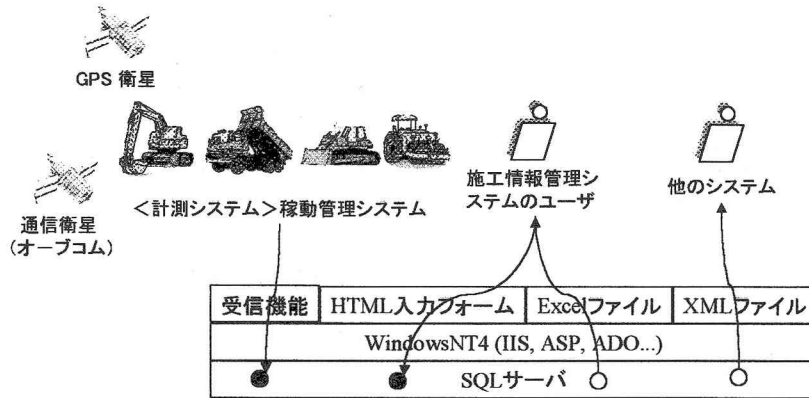 GPS 衛星
通信衛星
(オーブコム)
<計測システム>稼動管理システム
施工情報管理シ
ステムのユーザ
他のシステム
受信機能 HTML入力フォーム Excelファイル XMLファイル
WindowsNT4 (IIS, ASP, ADO...)
SQLサーバ